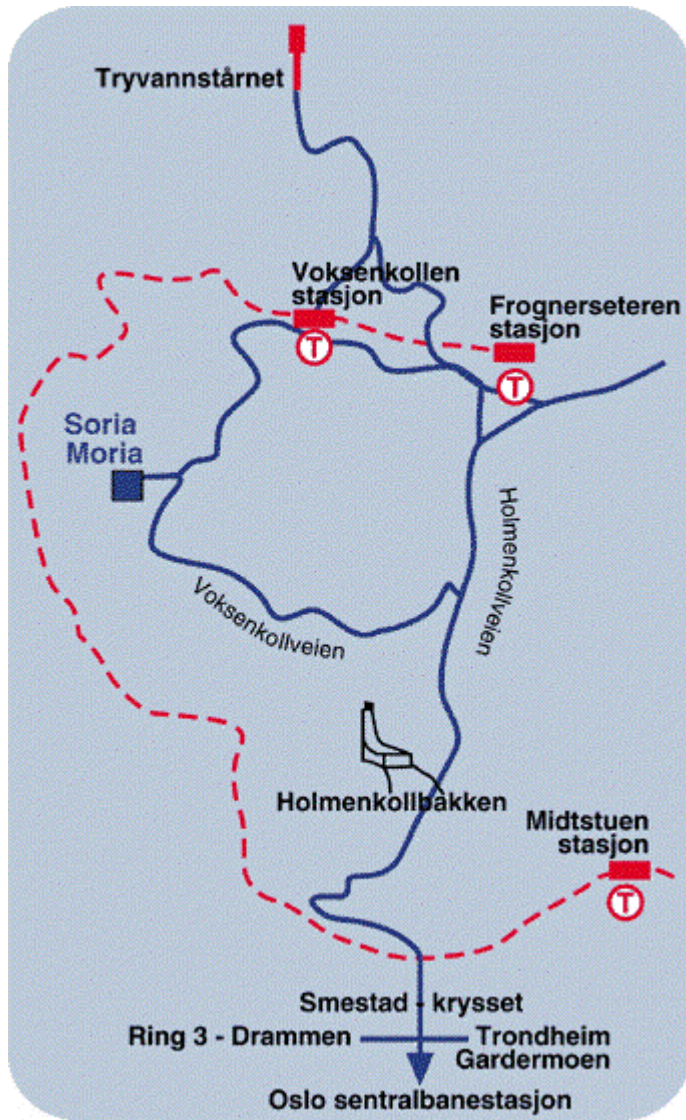 Tryvannstårnet
Voksenkollen
stasjon
T
Frognerseteren
stasjon
T
Soria
Moria
Holmenkollveien
Voksenkollveien
Holmenkollbakken
Midtstuen
stasjon
T
Smestad - krysset
Ring 3 - Drammen
Trondheim
Gardermoen
Oslo sentralbanestasjon